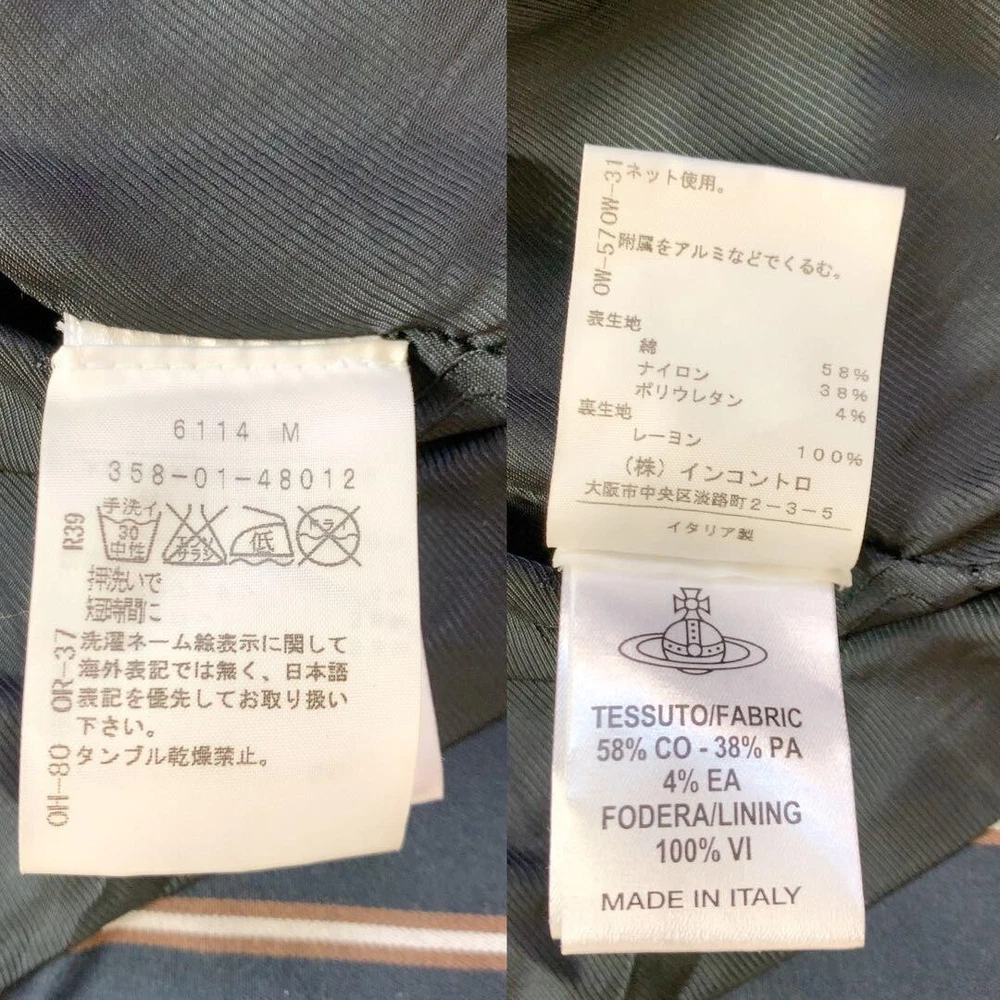 6114 M
358-01-48012
手洗イ
30
中性
エンソ
サラシ
低
ドライ
R39
押洗いで
短時間に
OR-37
洗濯ネーム絵表示に関して
海外表記では無く、日本語
表記を優先してお取り扱い
下さい。
OH-80
タンブル乾燥禁止。
OW-31
ネット使用。
OW-57
附属をアルミなどでくるむ。
表生地
綿
58%
ナイロン
38%
ポリウレタン
4%
裏生地
レーヨン
100%
(株)インコントロ
大阪市中央区淡路町2-3-5
イタリア製
TESSUTO/FABRIC
58% CO - 38% PA
4% EA
FODERA/LINING
100% VI
MADE IN ITALY